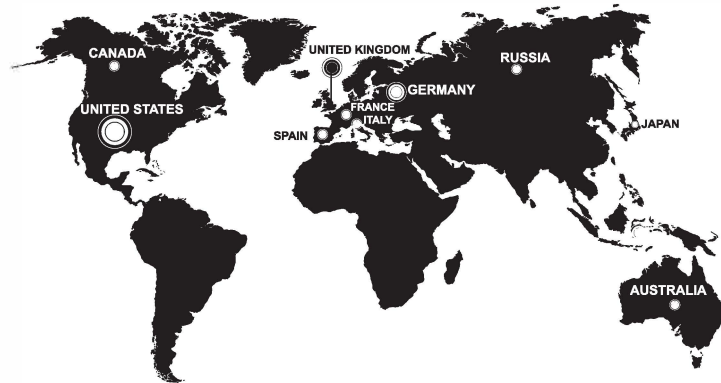 CANADA
UNITED KINGDOM
RUSSIA
UNITED STATES
GERMANY
FRANCE
ITALY
SPAIN
JAPAN
AUSTRALIA